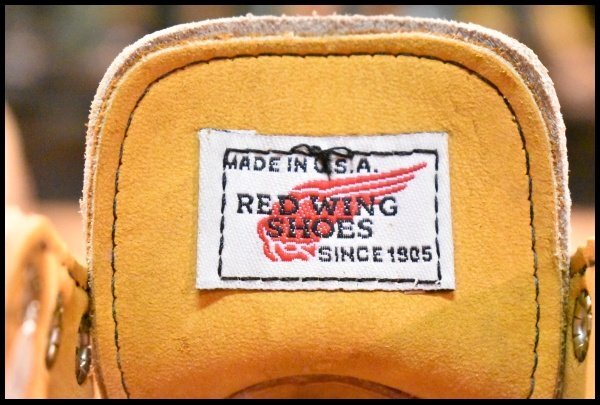 MADE IN U.S.A.
RED WING
SHOES
SINCE 1905